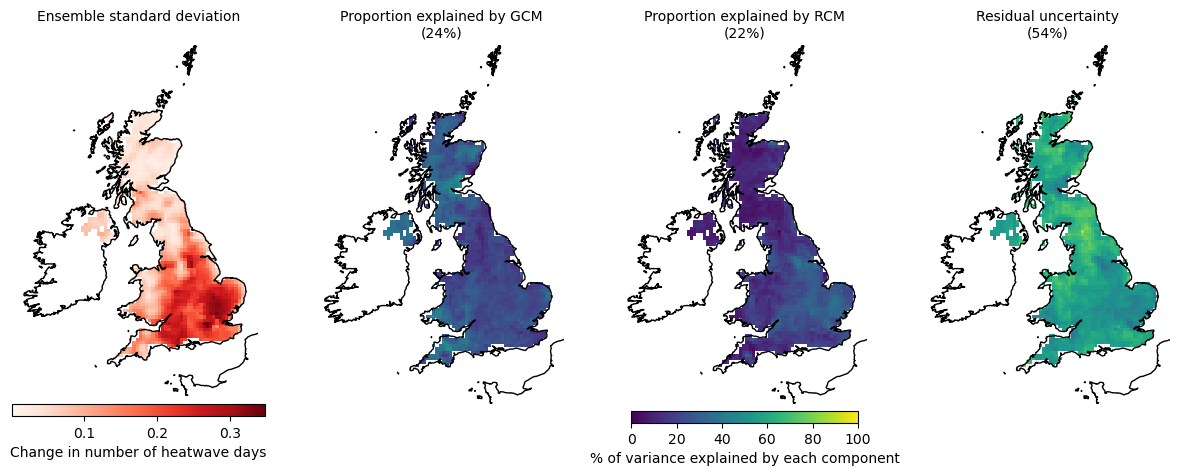 Ensemble standard deviation
Proportion explained by GCM
(24%)
Proportion explained by RCM
(22%)
Residual uncertainty
(54%)
0.1 0.2 0.3
Change in number of heatwave days
0 20 40 60 80 100
% of variance explained by each component